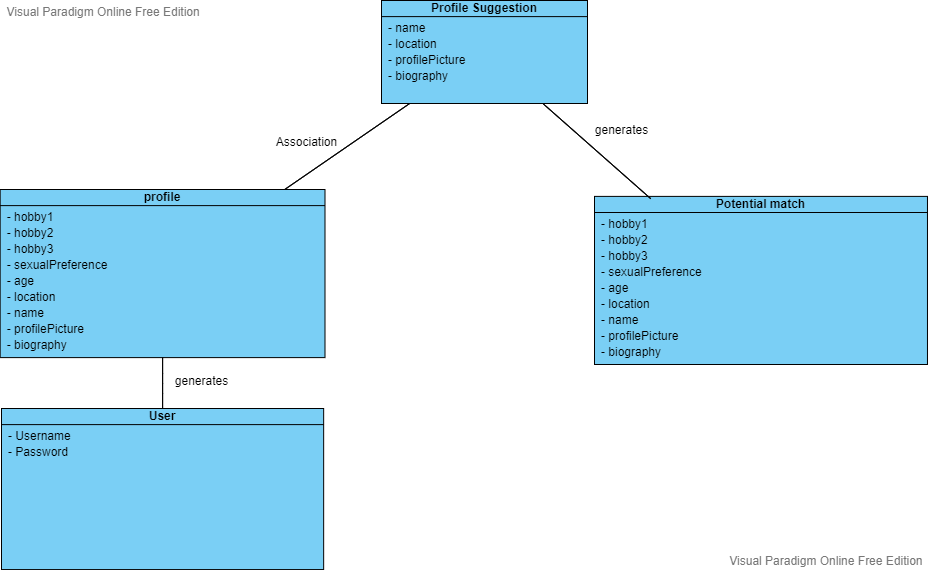 Visual Paradigm Online Free Edition
Profile Suggestion
- name
- location
- profilePicture
- biography
Association
generates
profile
- hobby1
- hobby2
- hobby3
- sexualPreference
- age
- location
- name
- profilePicture
- biography
Potential match
- hobby1
- hobby2
- hobby3
- sexualPreference
- age
- location
- name
- profilePicture
- biography
generates
User
- Username
- Password
Visual Paradigm Online Free Edition